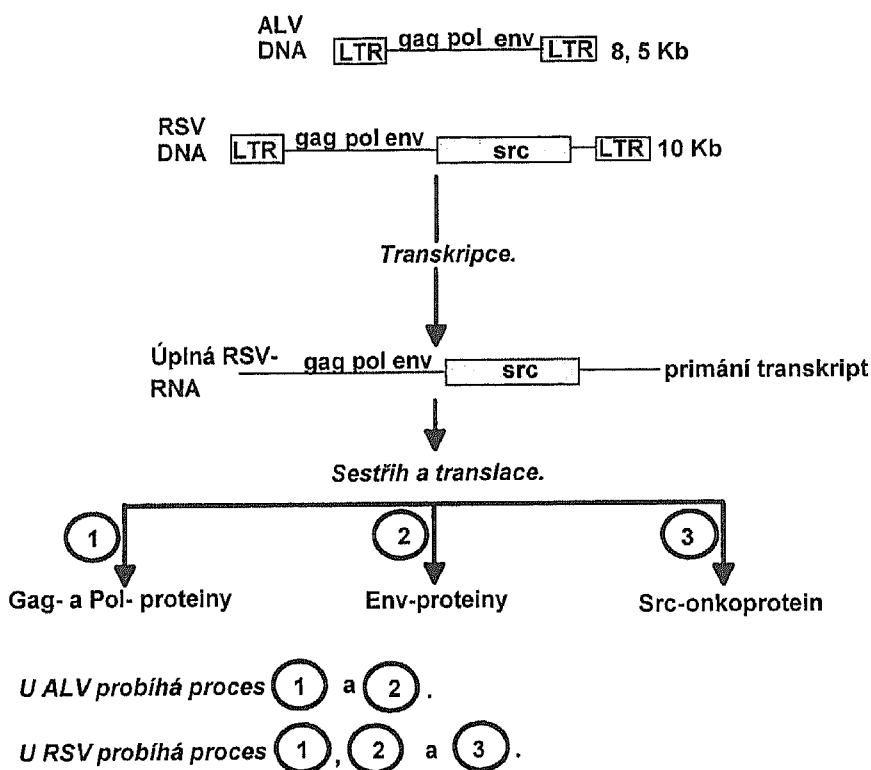 ALV
DNA LTR gag pol env LTR 8, 5 Kb
RSV
DNA LTR gag pol env src LTR 10 Kb
Transkripce.
Úplná RSV-
RNA gag pol env src primání transkript
Sestřih a translace.
1 2 3
Gag- a Pol- proteiny Env-proteiny Src-onkoprotein
U ALV probíhá proces 1 a 2 .
U RSV probíhá proces 1 , 2 a 3 .